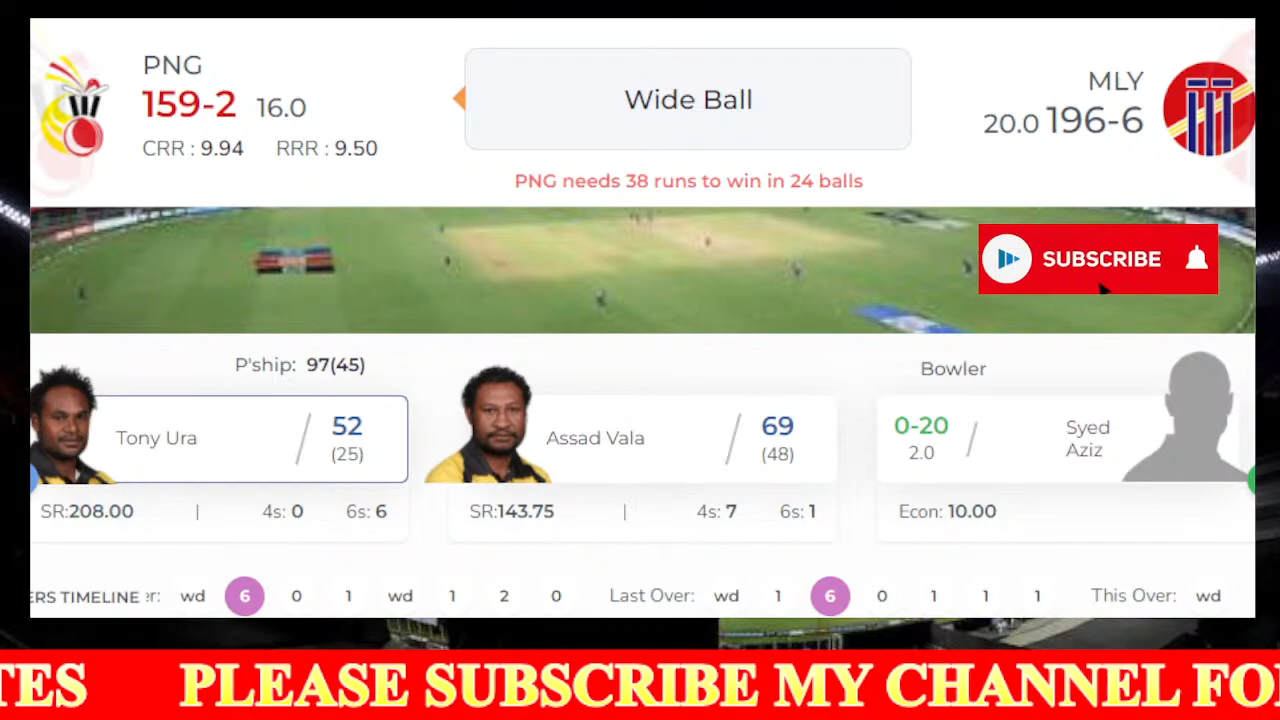 PNG
159-2 16.0
CRR : 9.94 RRR : 9.50
Wide Ball
PNG needs 38 runs to win in 24 balls
MLY
20.0 196-6
SUBSCRIBE
P'ship: 97(45)
Tony Ura
52
(25)
SR:208.00 | 4s: 0 6s: 6
Assad Vala
69
(48)
SR:143.75 | 4s: 7 6s: 1
Bowler
0-20
2.0
Syed
Aziz
Econ: 10.00
ERS TIMELINE er: wd 6 0 1 wd 1 2 0 Last Over: wd 1 6 0 1 1 1 This Over: wd
TES PLEASE SUBSCRIBE MY CHANNEL FO